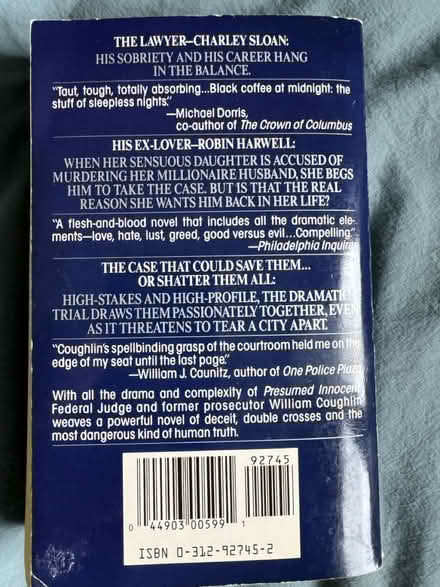 THE LAWYER—CHARLEY SLOAN:
HIS SOBRIETY AND HIS CAREER HANG
IN THE BALANCE.
"Taut, tough, totally absorbing...Black coffee at midnight: the
stuff of sleepless nights."
—Michael Dorris,
co-author of The Crown of Columbus
HIS EX-LOVER—ROBIN HARWELL:
WHEN HER SENSUOUS DAUGHTER IS ACCUSED OF
MURDERING HER MILLIONAIRE HUSBAND, SHE BEGS
HIM TO TAKE THE CASE. BUT IS THAT THE REAL
REASON SHE WANTS HIM BACK IN HER LIFE?
"A flesh-and-blood novel that includes all the dramatic ele-
ments—love, hate, lust, greed, good versus evil...Compelling."
—Philadelphia Inquire
THE CASE THAT COULD SAVE THEM...
OR SHATTER THEM ALL:
HIGH-STAKES AND HIGH-PROFILE, THE DRAMATIC
TRIAL DRAWS THEM PASSIONATELY TOGETHER, EVEN
AS IT THREATENS TO TEAR A CITY APART.
"Coughlin's spellbinding grasp of the courtroom held me on the
edge of my seat until the last page."
—William J. Caunitz, author of One Police Plaza
With all the drama and complexity of Presumed Innocent
Federal Judge and former prosecutor William Coughlin
weaves a powerful novel of deceit, double crosses and the
most dangerous kind of human truth.
92745
0 44903 00599 1
ISBN 0-312-92745-2